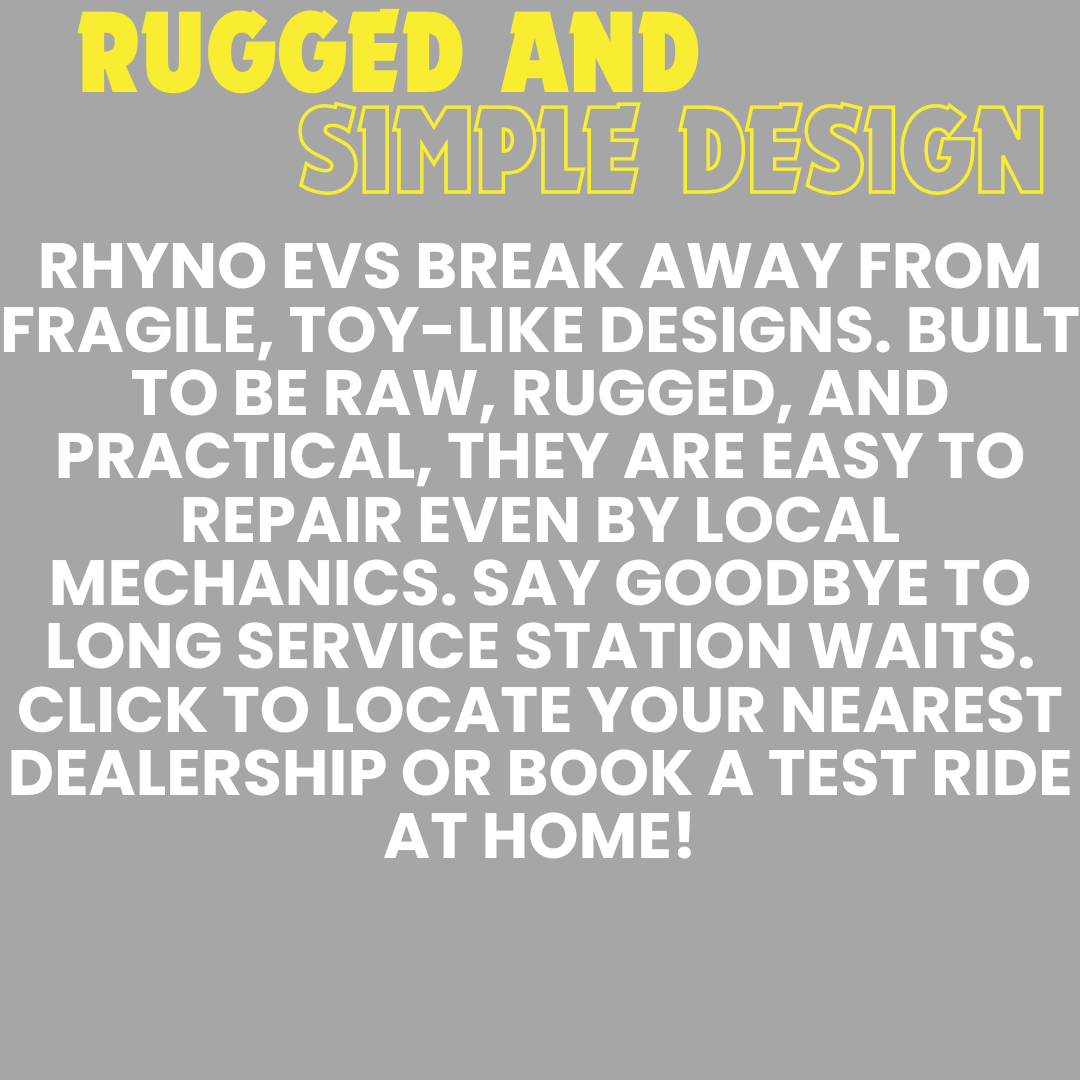 RUGGED AND
SIMPLE DESIGN
RHYNO EVS BREAK AWAY FROM
FRAGILE, TOY-LIKE DESIGNS. BUILT
TO BE RAW, RUGGED, AND
PRACTICAL, THEY ARE EASY TO
REPAIR EVEN BY LOCAL
MECHANICS. SAY GOODBYE TO
LONG SERVICE STATION WAITS.
CLICK TO LOCATE YOUR NEAREST
DEALERSHIP OR BOOK A TEST RIDE
AT HOME!